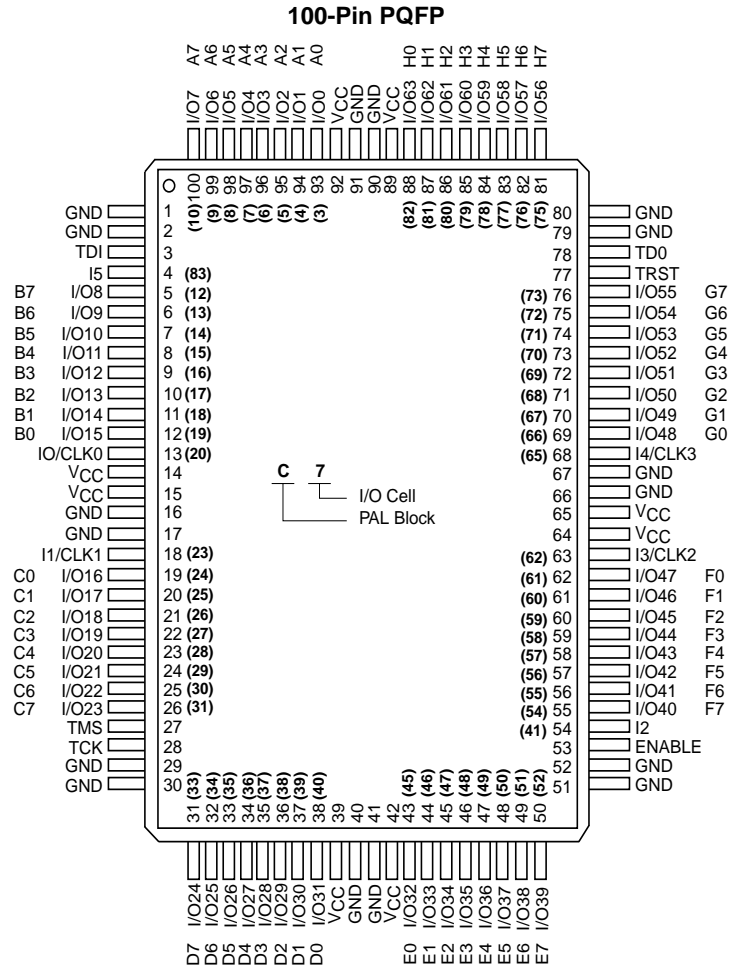 100-Pin PQFP
A7 A6 A5 A4 A3 A2 A1 A0 H0 H1 H2 H3 H4 H5 H6 H7
I/O7 I/O6 I/O5 I/O4 I/O3 I/O2 I/O1 I/O0 VCC GND GND VCC I/O63 I/O62 I/O61 I/O60 I/O59 I/O58 I/O57 I/O56
100 99 98 97 96 95 94 93 92 91 90 89 88 87 86 85 84 83 82 81
(10) (9) (8) (7) (6) (5) (4) (3) (82) (81) (80) (79) (78) (77) (76) (75)
GND 1 80 GND
GND 2 79 GND
TDI 3 78 TD0
I5 4 (83) 77 TRST
B7 I/O8 5 (12) (73) 76 I/O55 G7
B6 I/O9 6 (13) (72) 75 I/O54 G6
B5 I/O10 7 (14) (71) 74 I/O53 G5
B4 I/O11 8 (15) (70) 73 I/O52 G4
B3 I/O12 9 (16) (69) 72 I/O51 G3
B2 I/O13 10 (17) (68) 71 I/O50 G2
B1 I/O14 11 (18) (67) 70 I/O49 G1
B0 I/O15 12 (19) (66) 69 I/O48 G0
IO/CLK0 13 (20) (65) 68 I4/CLK3
VCC 14 C 7 67 GND
VCC 15 I/O Cell 66 GND
GND 16 PAL Block 65 VCC
GND 17 64 VCC
I1/CLK1 18 (23) (62) 63 I3/CLK2
C0 I/O16 19 (24) (61) 62 I/O47 F0
C1 I/O17 20 (25) (60) 61 I/O46 F1
C2 I/O18 21 (26) (59) 60 I/O45 F2
C3 I/O19 22 (27) (58) 59 I/O44 F3
C4 I/O20 23 (28) (57) 58 I/O43 F4
C5 I/O21 24 (29) (56) 57 I/O42 F5
C6 I/O22 25 (30) (55) 56 I/O41 F6
C7 I/O23 26 (31) (54) 55 I/O40 F7
TMS 27 (41) 54 I2
TCK 28 53 ENABLE
GND 29 52 GND
GND 30 51 GND
(33) (34) (35) (36) (37) (38) (39) (40) (45) (46) (47) (48) (49) (50) (51) (52)
31 32 33 34 35 36 37 38 39 40 41 42 43 44 45 46 47 48 49 50
I/O24 I/O25 I/O26 I/O27 I/O28 I/O29 I/O30 I/O31 VCC GND GND VCC I/O32 I/O33 I/O34 I/O35 I/O36 I/O37 I/O38 I/O39
D7 D6 D5 D4 D3 D2 D1 D0 E0 E1 E2 E3 E4 E5 E6 E7